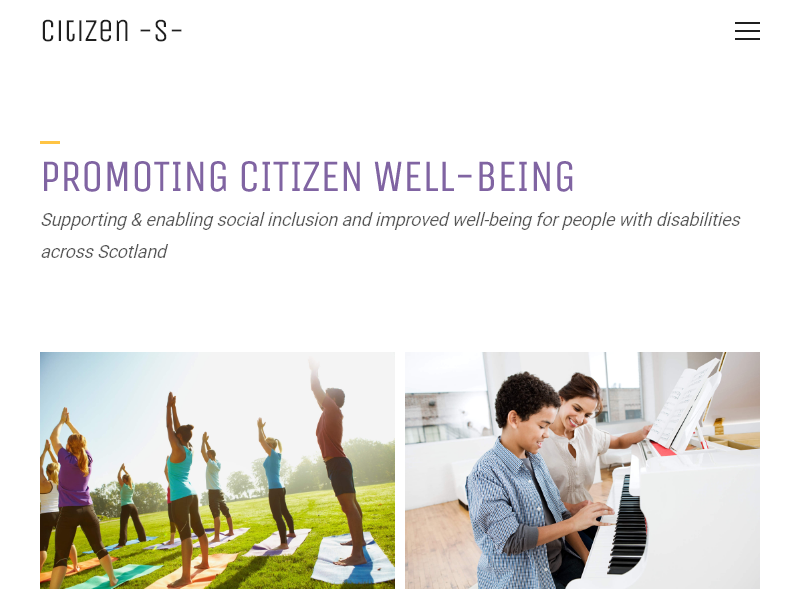 Citizen -S-
PROMOTING CITIZEN WELL-BEING
Supporting & enabling social inclusion and improved well-being for people with disabilities
across Scotland